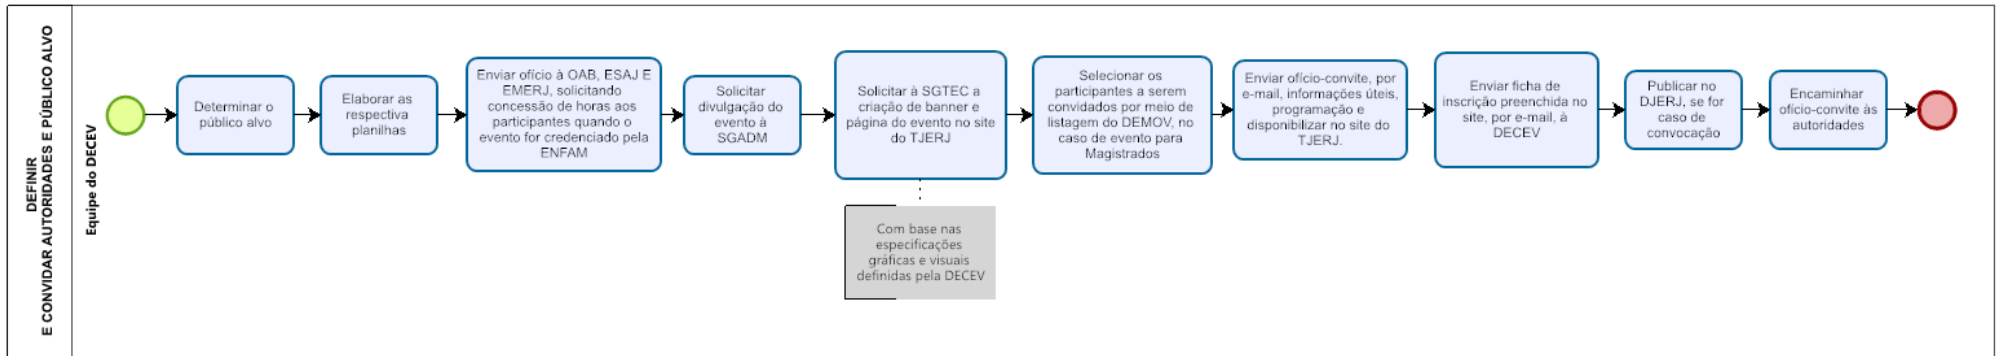 DEFINIR
E CONVIDAR AUTORIDADES E PÚBLICO ALVO
Equipe do DECEV
Determinar o
público alvo
Elaborar as
respectiva
planilhas
Enviar ofício à OAB, ESAJ E
EMERJ, solicitando
concessão de horas aos
participantes quando o
evento for credenciado pela
ENFAM
Solicitar
divulgação do
evento à
SGADM
Solicitar à SGTEC a
criação de banner e
página do evento no site
do TJERJ
Com base nas
especificações
gráficas e visuais
definidas pela DECEV
Selecionar os
participantes a serem
convidados por meio de
listagem do DEMOV, no
caso de evento para
Magistrados
Enviar ofício-convite, por
e-mail, informações úteis,
programação e
disponibilizar no site do
TJERJ.
Enviar ficha de
inscrição preenchida no
site, por e-mail, à
DECEV
Publicar no
DJERJ, se for
caso de
convocação
Encaminhar
ofício-convite às
autoridades